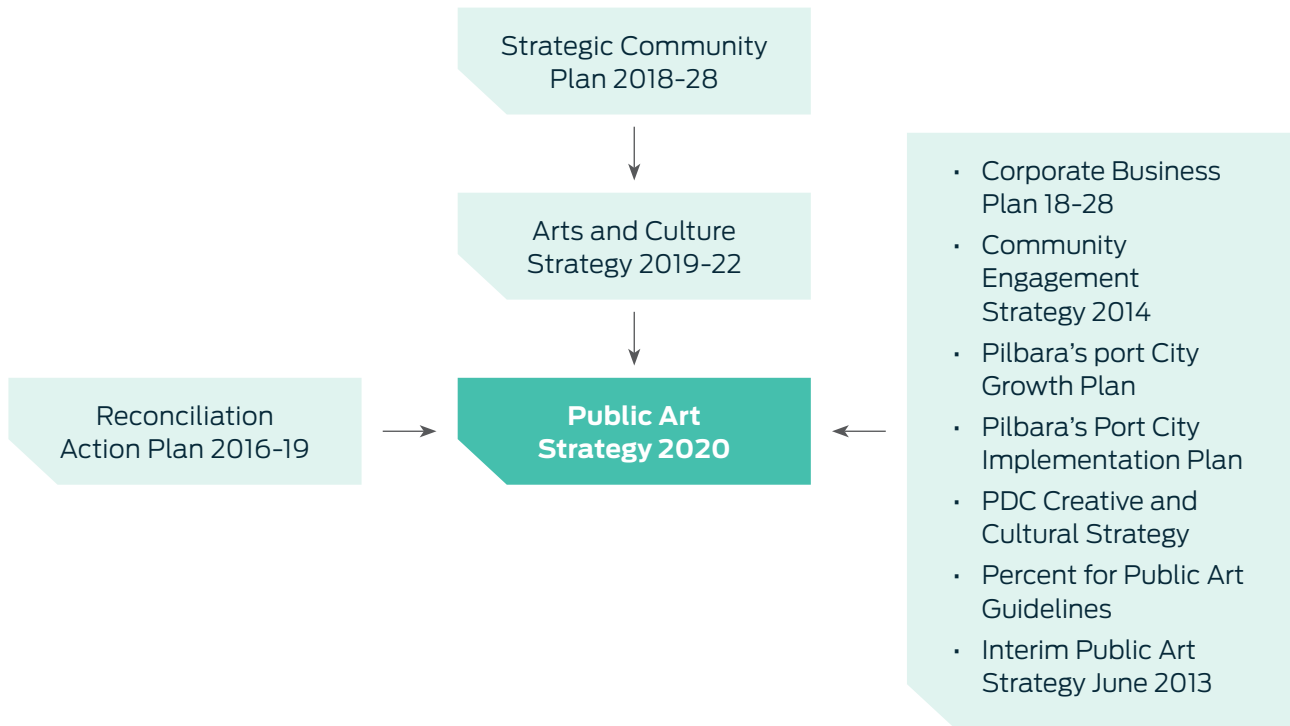 Strategic Community
Plan 2018-28
Arts and Culture
Strategy 2019-22
Reconciliation
Action Plan 2016-19
Public Art
Strategy 2020
· Corporate Business
Plan 18-28
· Community
Engagement
Strategy 2014
· Pilbara’s port City
Growth Plan
· Pilbara’s Port City
Implementation Plan
· PDC Creative and
Cultural Strategy
· Percent for Public Art
Guidelines
· Interim Public Art
Strategy June 2013